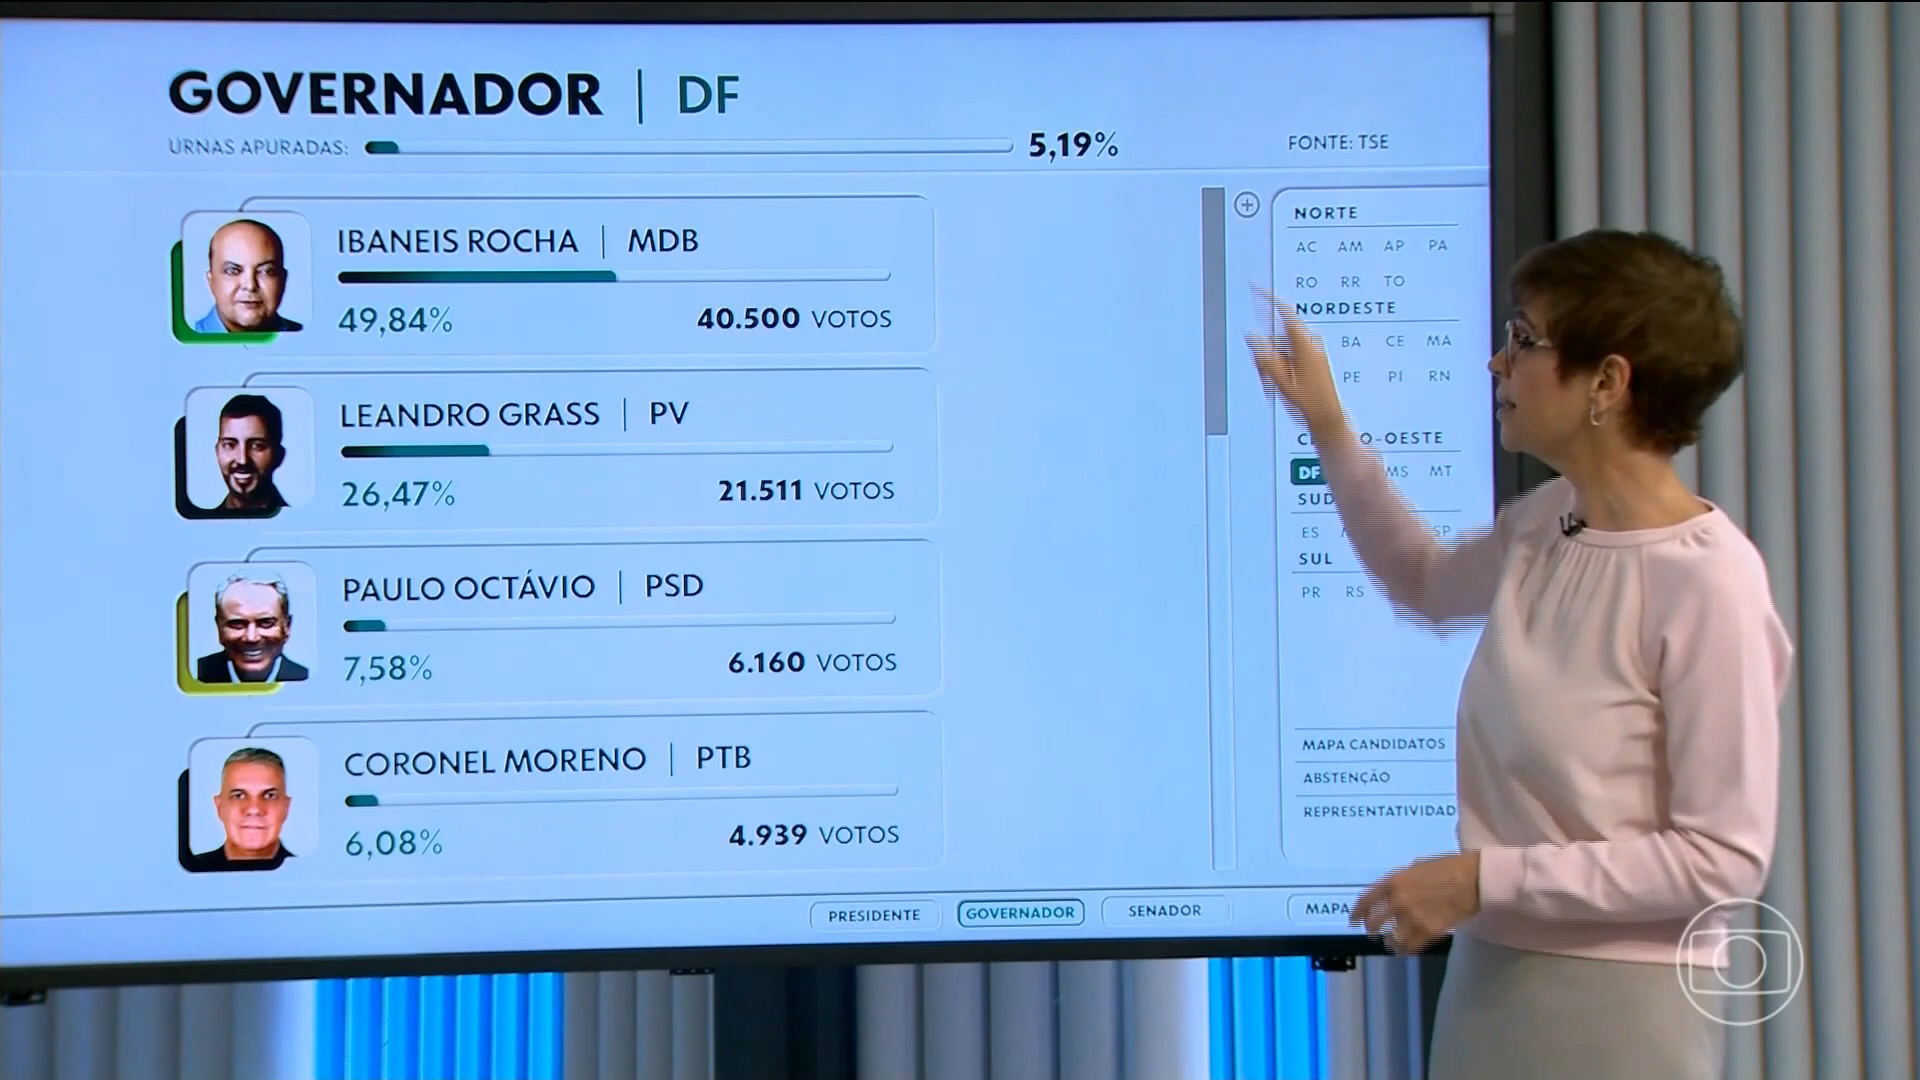 GOVERNADOR | DF
URNAS APURADAS: 5,19%
FONTE: TSE
IBANEIS ROCHA | MDB
49,84% 40.500 VOTOS
LEANDRO GRASS | PV
26,47% 21.511 VOTOS
PAULO OCTÁVIO | PSD
7,58% 6.160 VOTOS
CORONEL MORENO | PTB
6,08% 4.939 VOTOS
NORTE
AC AM AP PA
RO RR TO
NORDESTE
BA CE MA
PE PI RN
O-OESTE
DF MS MT
SUD
ES SP
SUL
PR RS
MAPA CANDIDATOS
ABSTENÇÃO
REPRESENTATIVIDAD
PRESIDENTE GOVERNADOR SENADOR MAPA